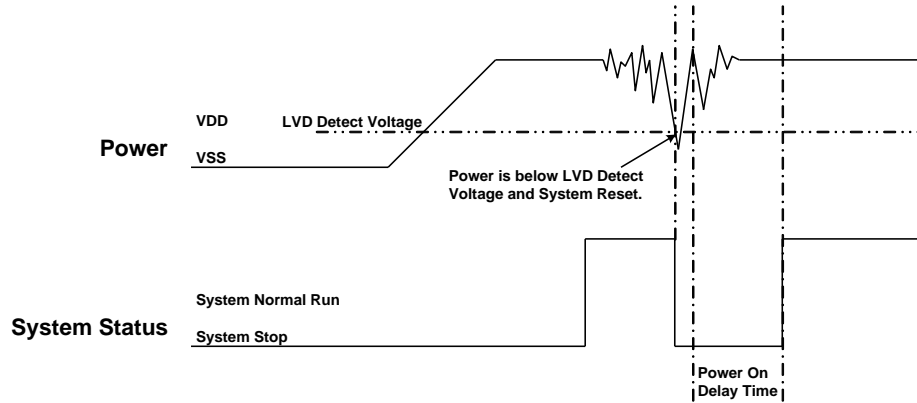 VDD
LVD Detect Voltage
Power
VSS
Power is below LVD Detect
Voltage and System Reset.
System Normal Run
System Status
System Stop
Power On
Delay Time